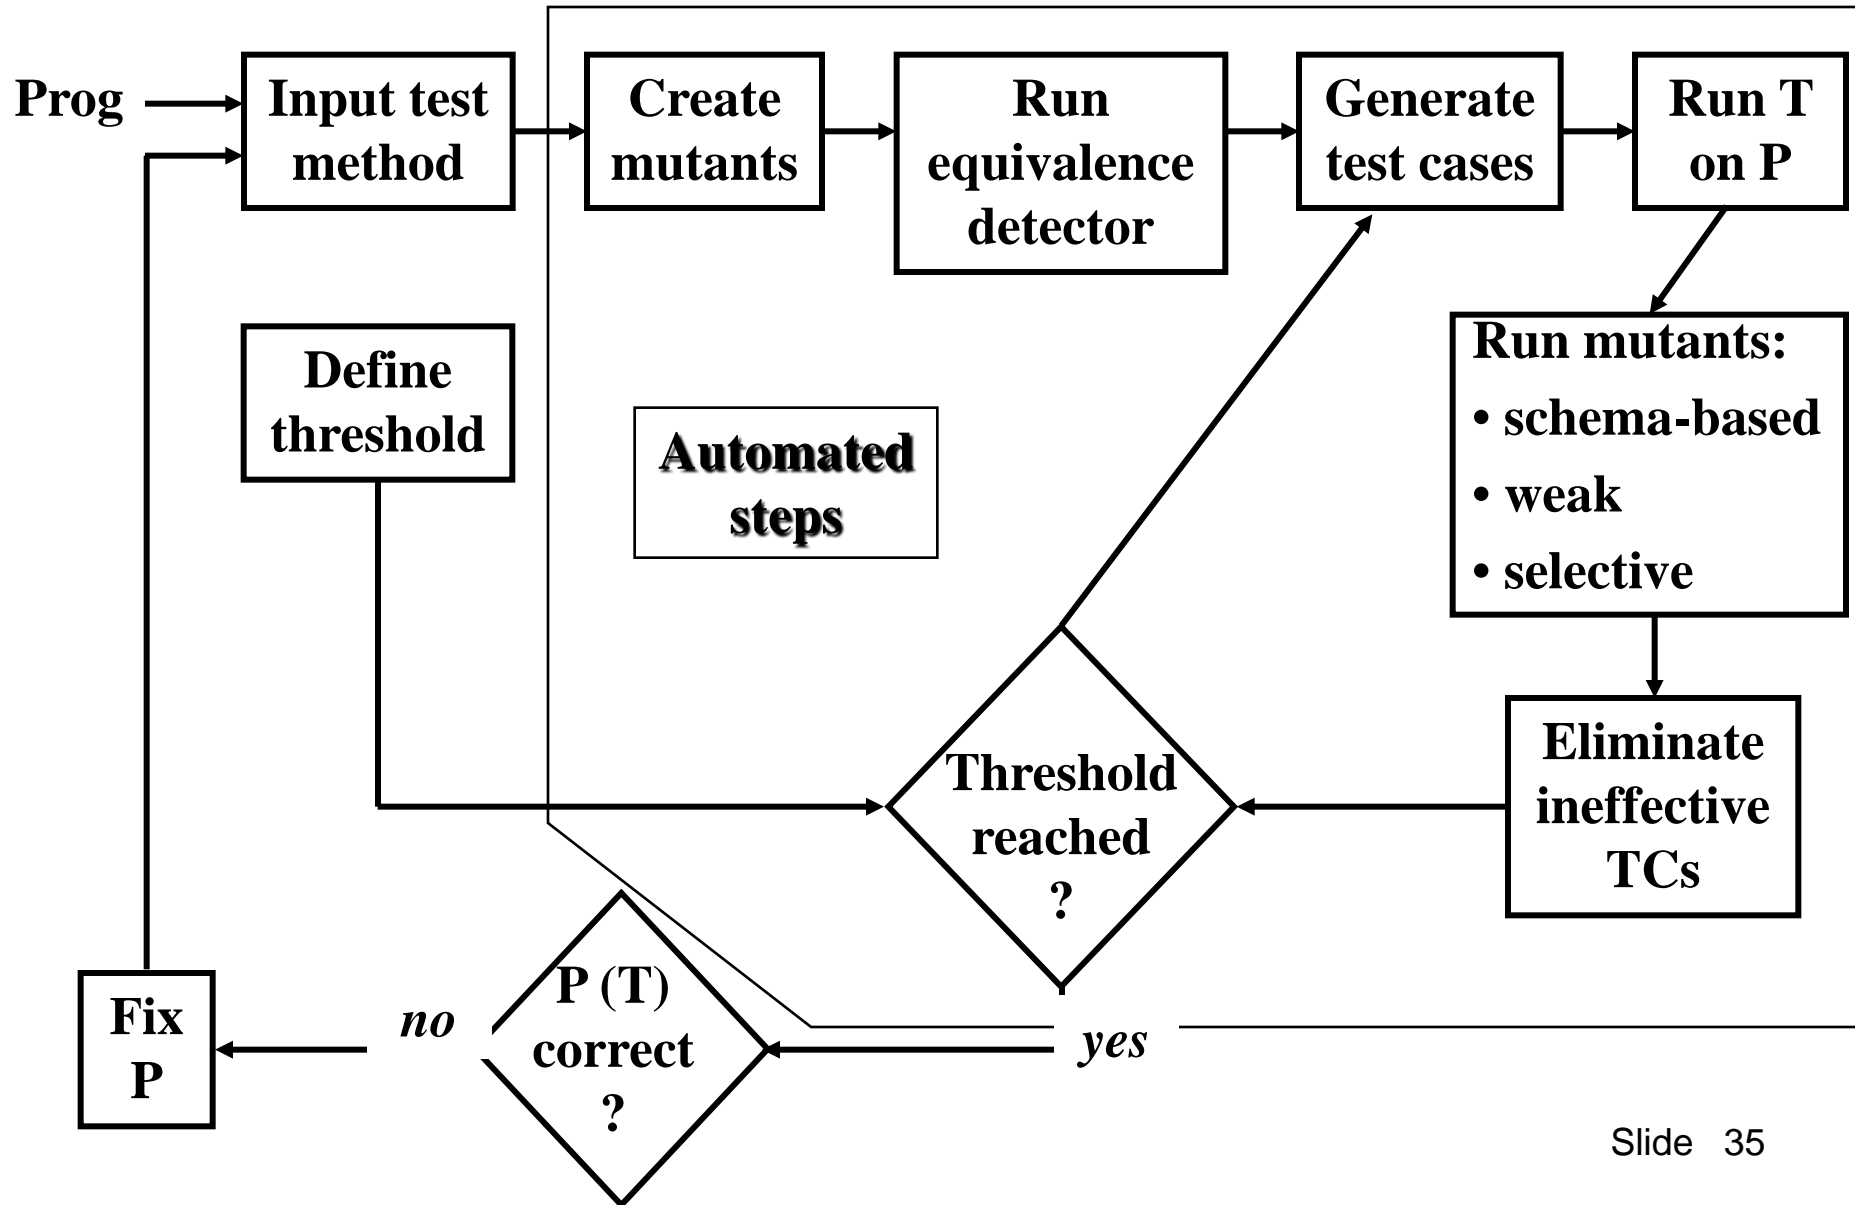 Prog
Input test
method
Create
mutants
Run
equivalence
detector
Generate
test cases
Run T
on P
Define
threshold
Automated
steps
Run mutants:
• schema-based
• weak
• selective
Threshold
reached
?
Eliminate
ineffective
TCs
Fix
P
no
P (T)
correct
?
yes
Slide 35